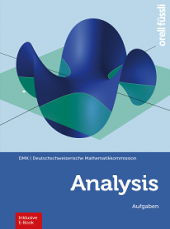 orell füssli
DMK | Deutschschweizerische Mathematikkommission
Analysis
Aufgaben
Inklusive
E-Book